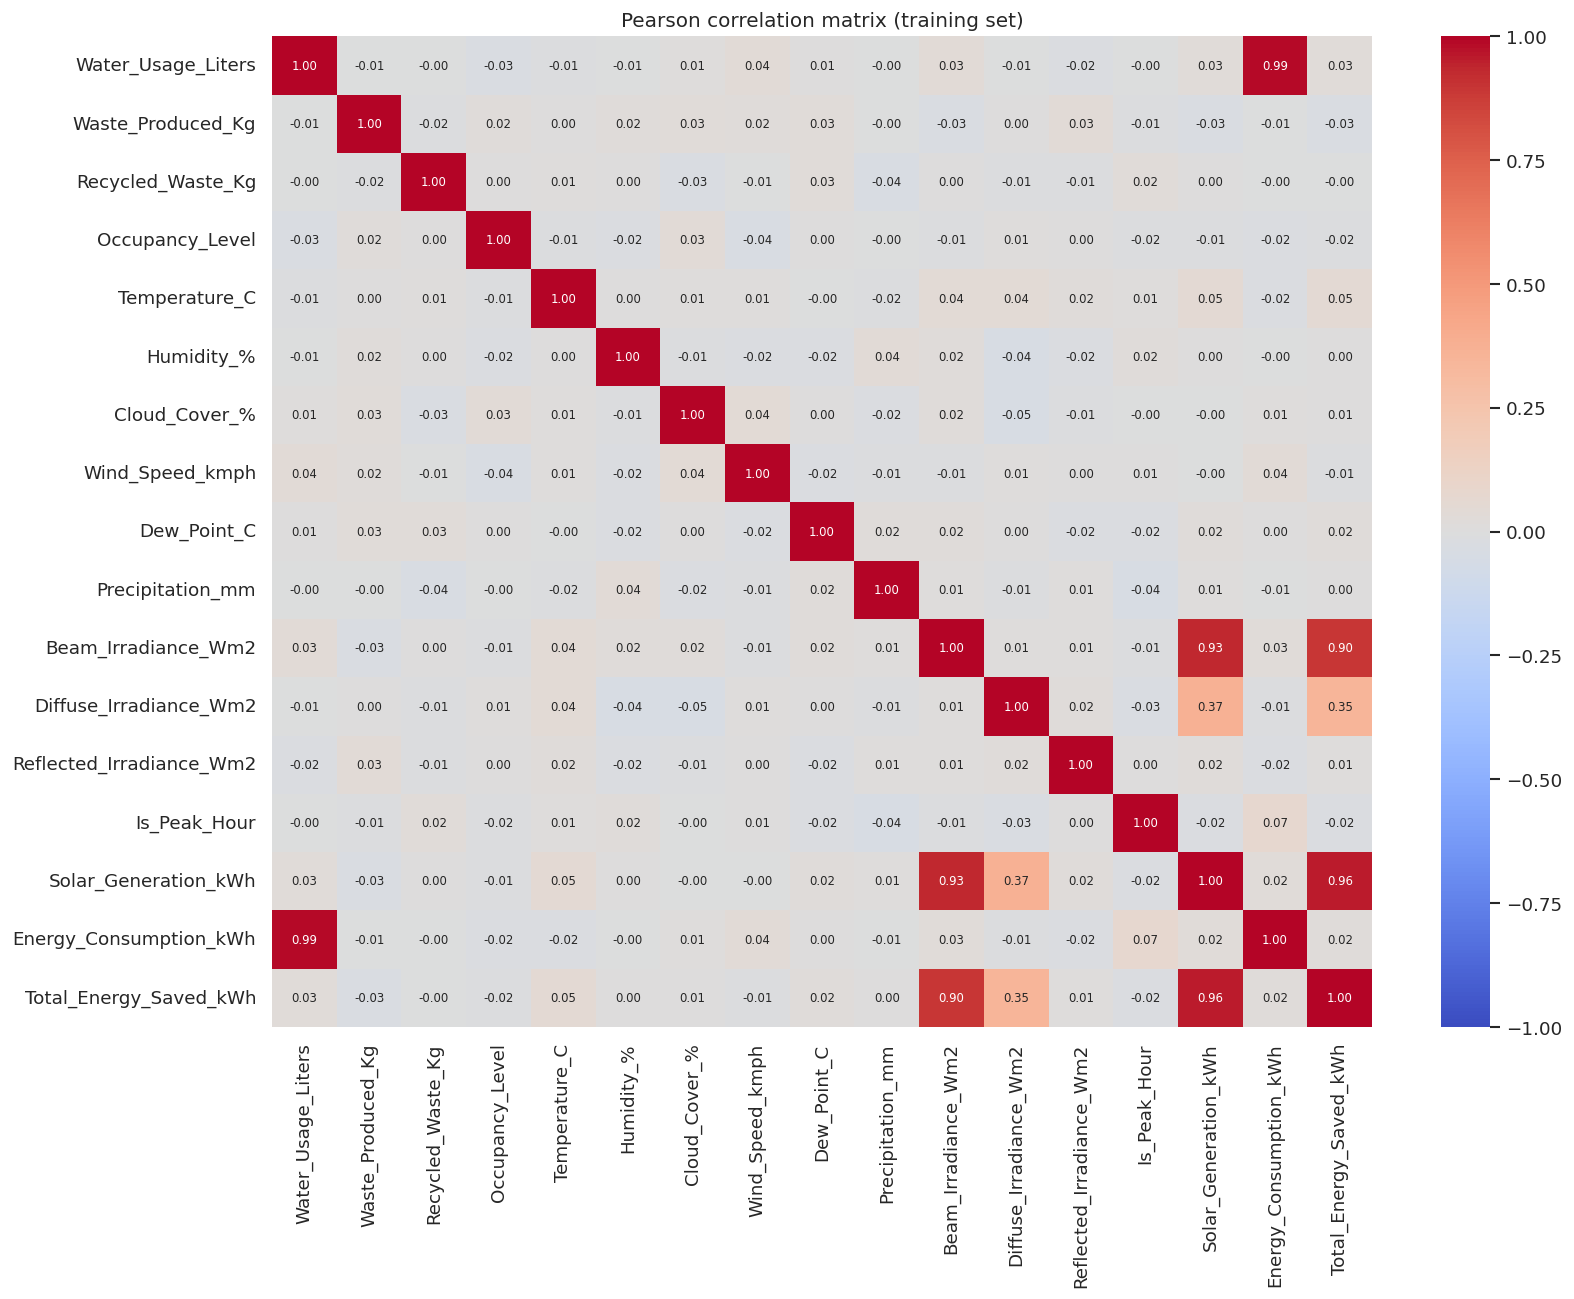 Pearson correlation matrix (training set)
Water_Usage_Liters 1.00 -0.01 -0.00 -0.03 -0.01 -0.01 0.01 0.04 0.01 -0.00 0.03 -0.01 -0.02 -0.00 0.03 0.99 0.03
Waste_Produced_Kg -0.01 1.00 -0.02 0.02 0.00 0.02 0.03 0.02 0.03 -0.00 -0.03 0.00 0.03 -0.01 -0.03 -0.01 -0.03
Recycled_Waste_Kg -0.00 -0.02 1.00 0.00 0.01 0.00 -0.03 -0.01 0.03 -0.04 0.00 -0.01 -0.01 0.02 0.00 -0.00 -0.00
Occupancy_Level -0.03 0.02 0.00 1.00 -0.01 -0.02 0.03 -0.04 0.00 -0.00 -0.01 0.01 0.00 -0.02 -0.01 -0.02 -0.02
Temperature_C -0.01 0.00 0.01 -0.01 1.00 0.00 0.01 0.01 -0.00 -0.02 0.04 0.04 0.02 0.01 0.05 -0.02 0.05
Humidity_% -0.01 0.02 0.00 -0.02 0.00 1.00 -0.01 -0.02 -0.02 0.04 0.02 -0.04 -0.02 0.02 0.00 -0.00 0.00
Cloud_Cover_% 0.01 0.03 -0.03 0.03 0.01 -0.01 1.00 0.04 0.00 -0.02 0.02 -0.05 -0.01 -0.00 -0.00 0.01 0.01
Wind_Speed_kmph 0.04 0.02 -0.01 -0.04 0.01 -0.02 0.04 1.00 -0.02 -0.01 -0.01 0.01 0.00 0.01 -0.00 0.04 -0.01
Dew_Point_C 0.01 0.03 0.03 0.00 -0.00 -0.02 0.00 -0.02 1.00 0.02 0.02 0.00 -0.02 -0.02 0.02 0.00 0.02
Precipitation_mm -0.00 -0.00 -0.04 -0.00 -0.02 0.04 -0.02 -0.01 0.02 1.00 0.01 -0.01 0.01 -0.04 0.01 -0.01 0.00
Beam_Irradiance_Wm2 0.03 -0.03 0.00 -0.01 0.04 0.02 0.02 -0.01 0.02 0.01 1.00 0.01 0.01 -0.01 0.93 0.03 0.90
Diffuse_Irradiance_Wm2 -0.01 0.00 -0.01 0.01 0.04 -0.04 -0.05 0.01 0.00 -0.01 0.01 1.00 0.02 -0.03 0.37 -0.01 0.35
Reflected_Irradiance_Wm2 -0.02 0.03 -0.01 0.00 0.02 -0.02 -0.01 0.00 -0.02 0.01 0.01 0.02 1.00 0.00 0.02 -0.02 0.01
Is_Peak_Hour -0.00 -0.01 0.02 -0.02 0.01 0.02 -0.00 0.01 -0.02 -0.04 -0.01 -0.03 0.00 1.00 -0.02 0.07 -0.02
Solar_Generation_kWh 0.03 -0.03 0.00 -0.01 0.05 0.00 -0.00 -0.00 0.02 0.01 0.93 0.37 0.02 -0.02 1.00 0.02 0.96
Energy_Consumption_kWh 0.99 -0.01 -0.00 -0.02 -0.02 -0.00 0.01 0.04 0.00 -0.01 0.03 -0.01 -0.02 0.07 0.02 1.00 0.02
Total_Energy_Saved_kWh 0.03 -0.03 -0.00 -0.02 0.05 0.00 0.01 -0.01 0.02 0.00 0.90 0.35 0.01 -0.02 0.96 0.02 1.00
Water_Usage_Liters
Waste_Produced_Kg
Recycled_Waste_Kg
Occupancy_Level
Temperature_C
Humidity_%
Cloud_Cover_%
Wind_Speed_kmph
Dew_Point_C
Precipitation_mm
Beam_Irradiance_Wm2
Diffuse_Irradiance_Wm2
Reflected_Irradiance_Wm2
Is_Peak_Hour
Solar_Generation_kWh
Energy_Consumption_kWh
Total_Energy_Saved_kWh
1.00
0.75
0.50
0.25
0.00
−0.25
−0.50
−0.75
−1.00